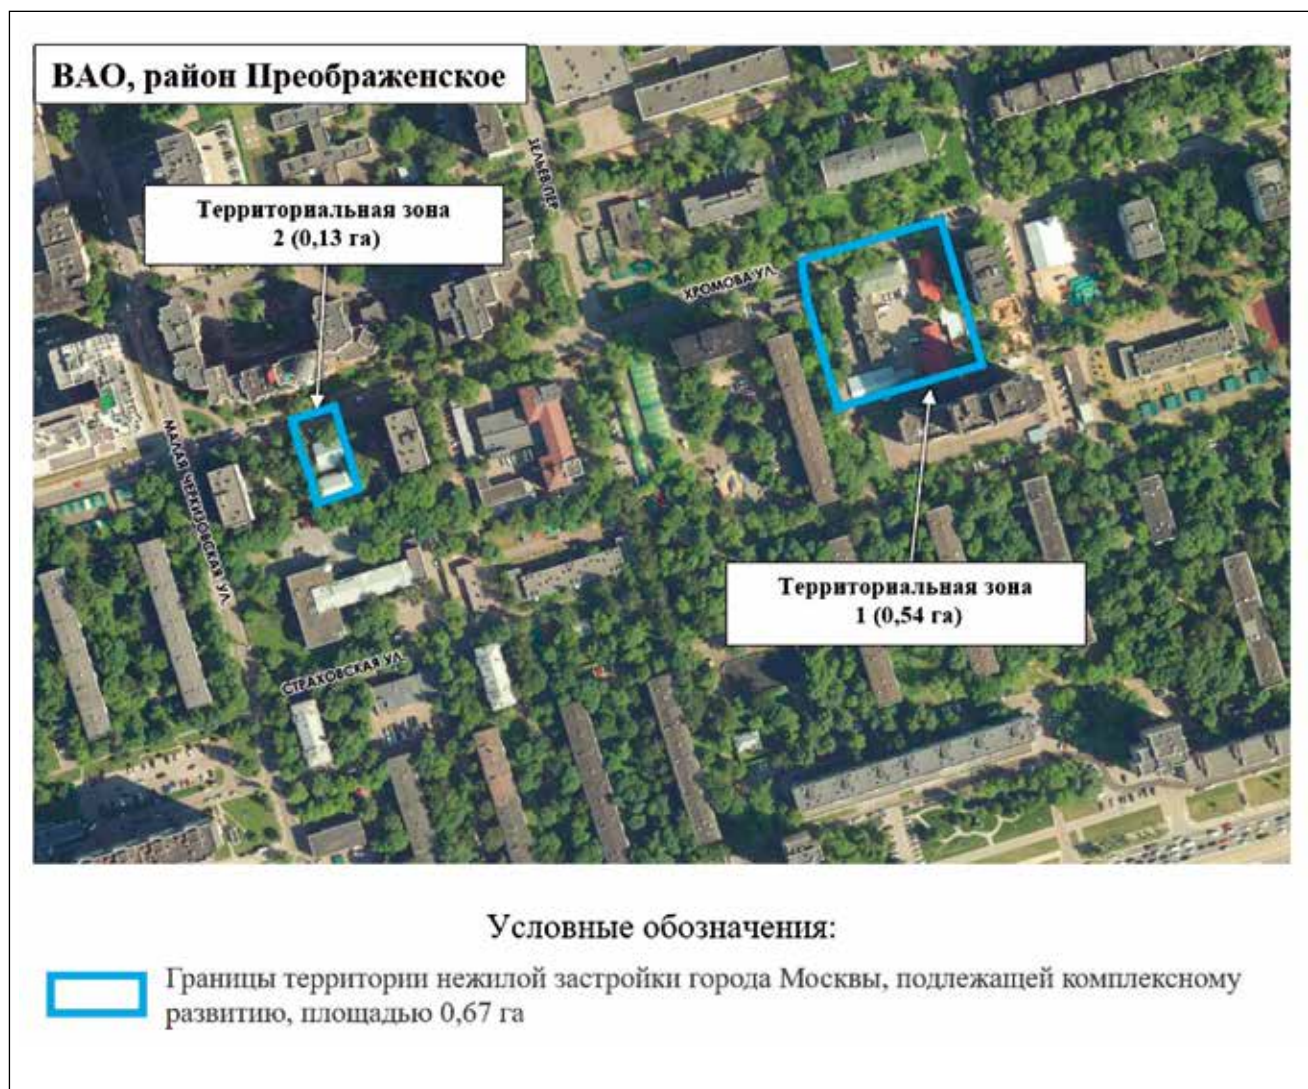 ВАО, район Преображенское
ЗЕЛЬЕВ ПЕР.
Территориальная зона
2 (0,13 га)
ХРОМОВА УЛ.
МАЛАЯ ЧЕРКИЗОВСКАЯ УЛ.
Территориальная зона
1 (0,54 га)
СТРАХОВСКАЯ УЛ.
Условные обозначения:
Границы территории нежилой застройки города Москвы, подлежащей комплексному
развитию, площадью 0,67 га